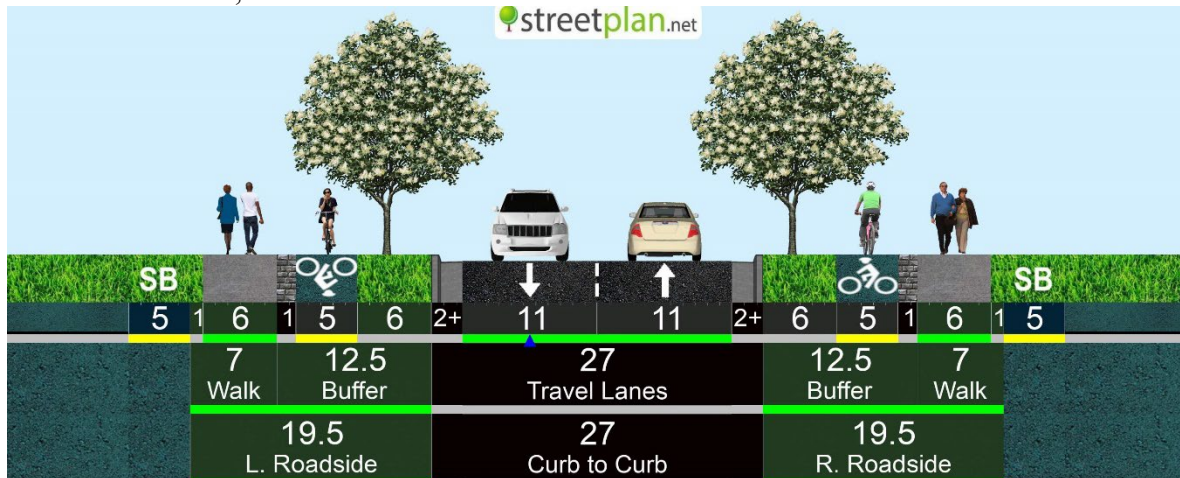 streetplan.net
SB SB
5 1 6 1 5 6 2+ 11 11 2+ 6 5 1 6 1 5
7 12.5 27 12.5 7
Walk Buffer Travel Lanes Buffer Walk
19.5 27 19.5
L. Roadside Curb to Curb R. Roadside